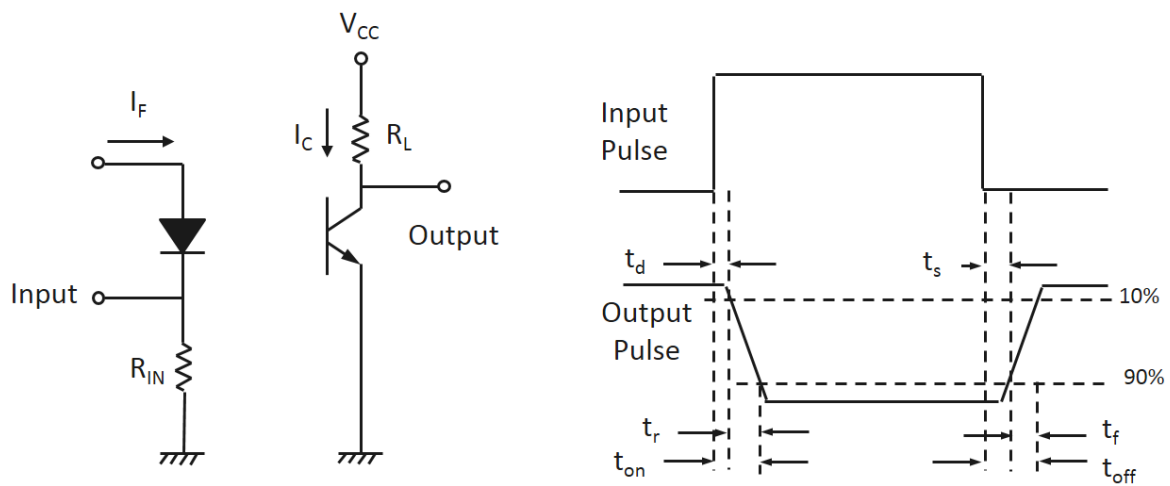 V_CC
I_F
I_C
R_L
Output
Input
R_IN
Input
Pulse
t_d
t_s
10%
Output
Pulse
90%
t_r
t_f
t_on
t_off